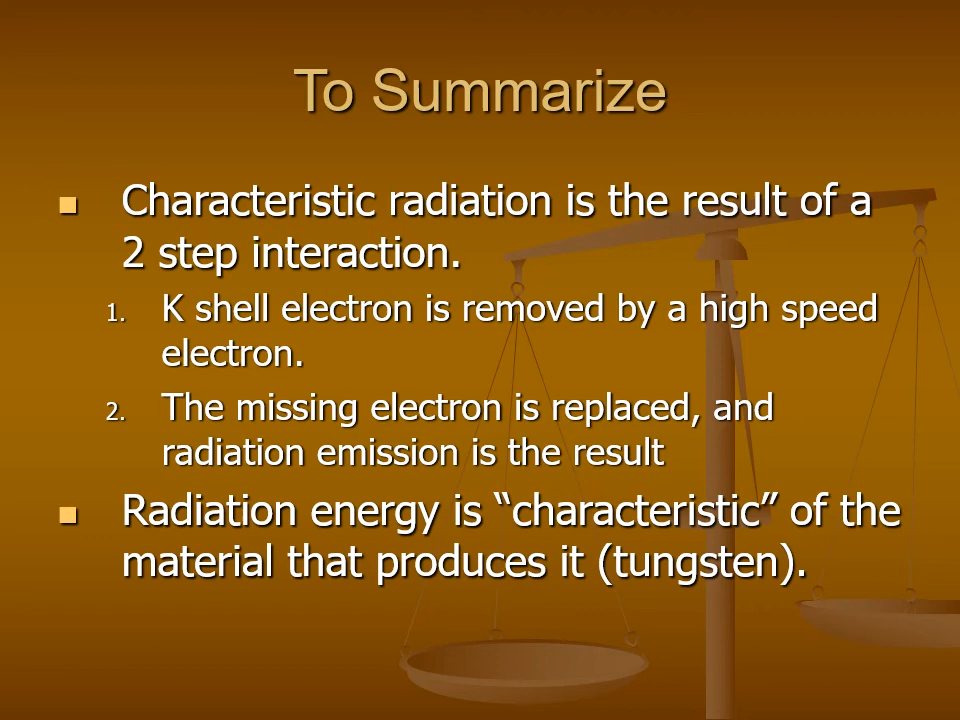 To Summarize
Characteristic radiation is the result of a
2 step interaction.
1. K shell electron is removed by a high speed
electron.
2. The missing electron is replaced, and
radiation emission is the result
Radiation energy is “characteristic” of the
material that produces it (tungsten).